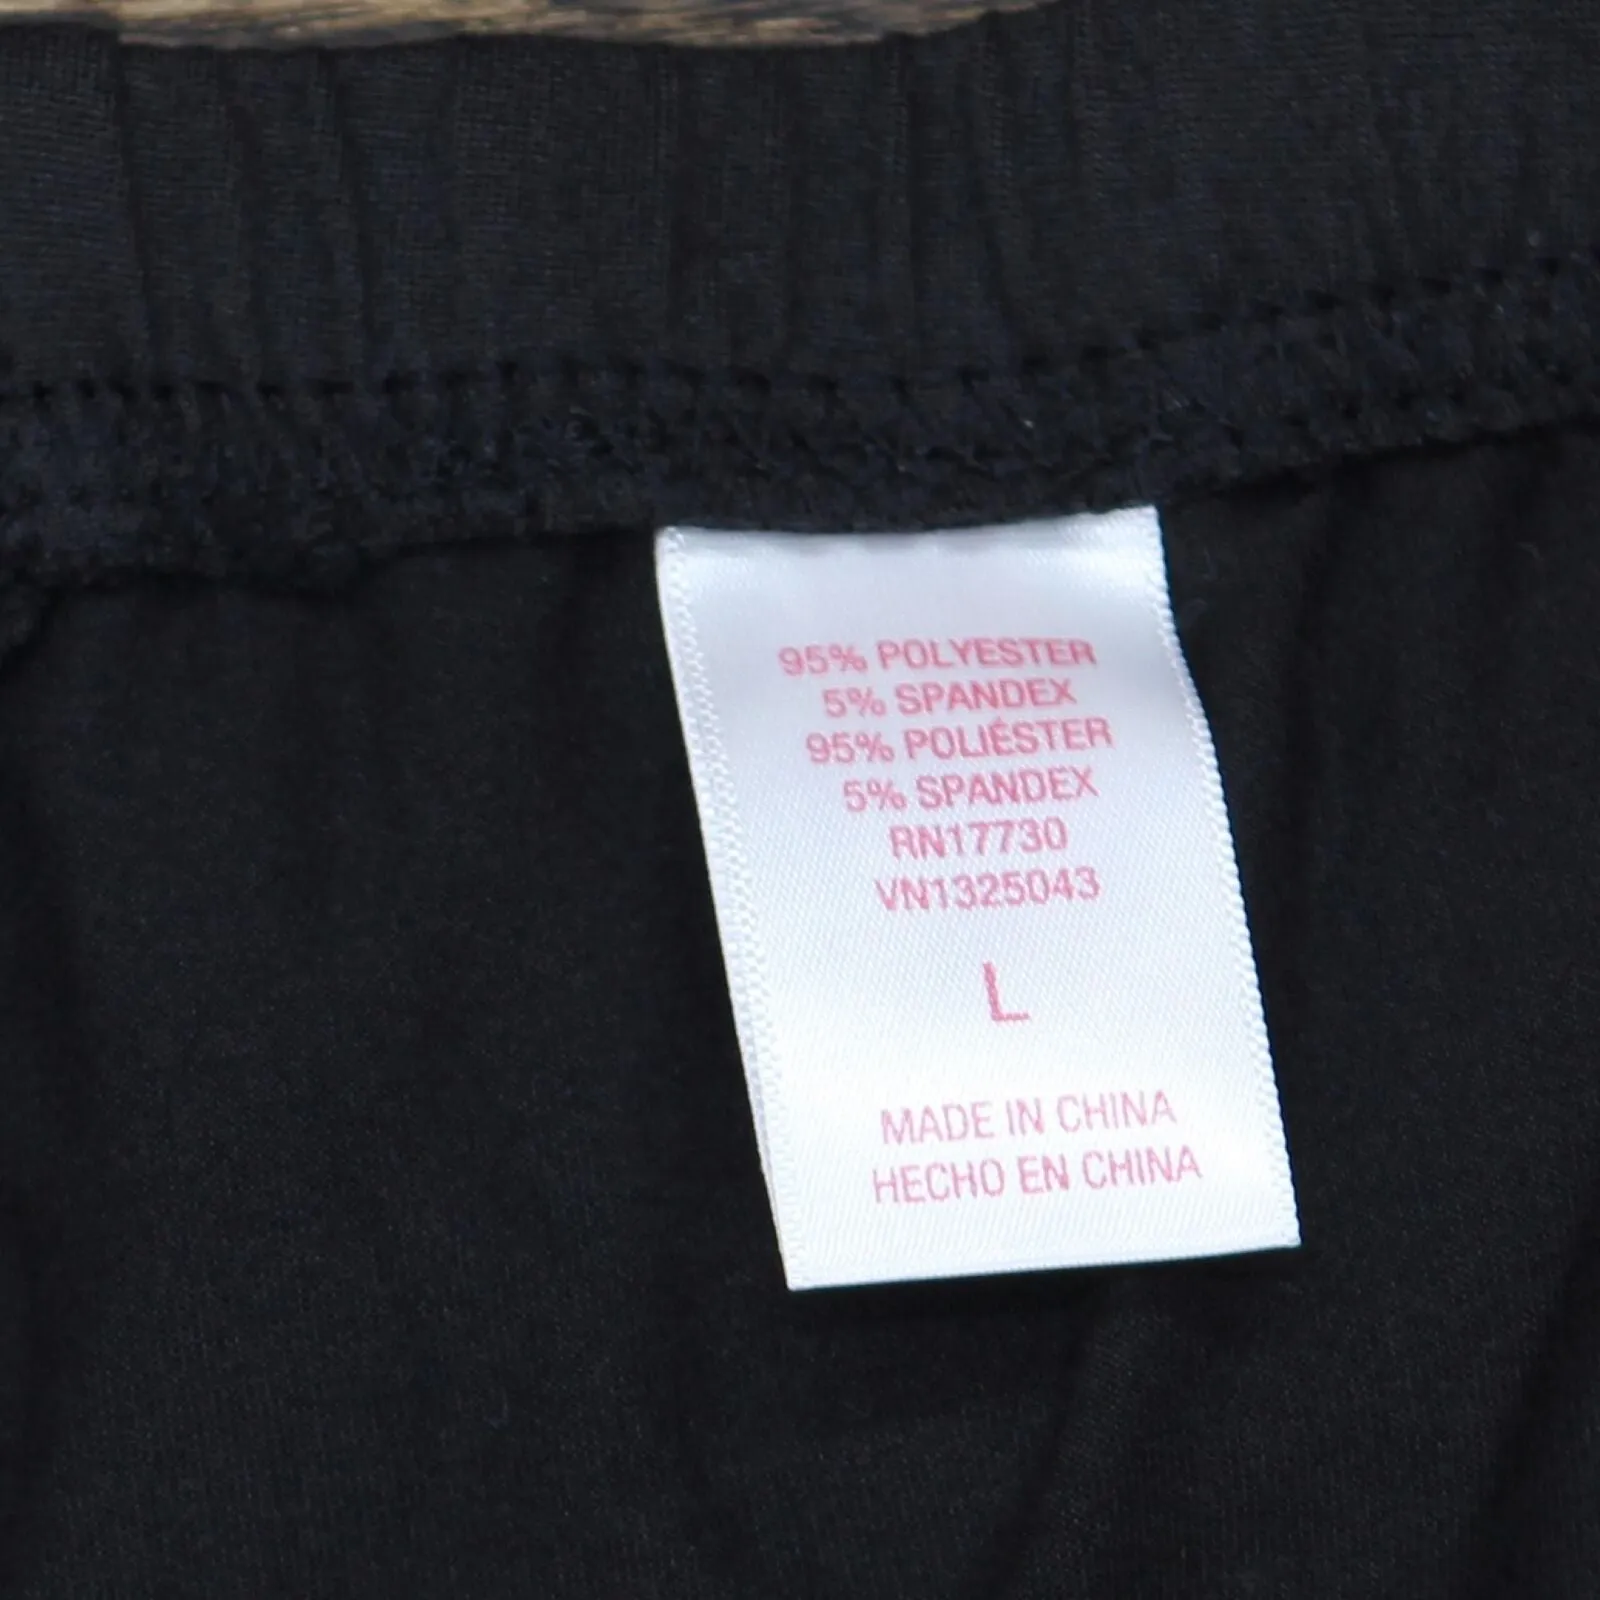 95% POLYESTER
5% SPANDEX
95% POLIÉSTER
5% SPANDEX
RN17730
VN1325043
L
MADE IN CHINA
HECHO EN CHINA